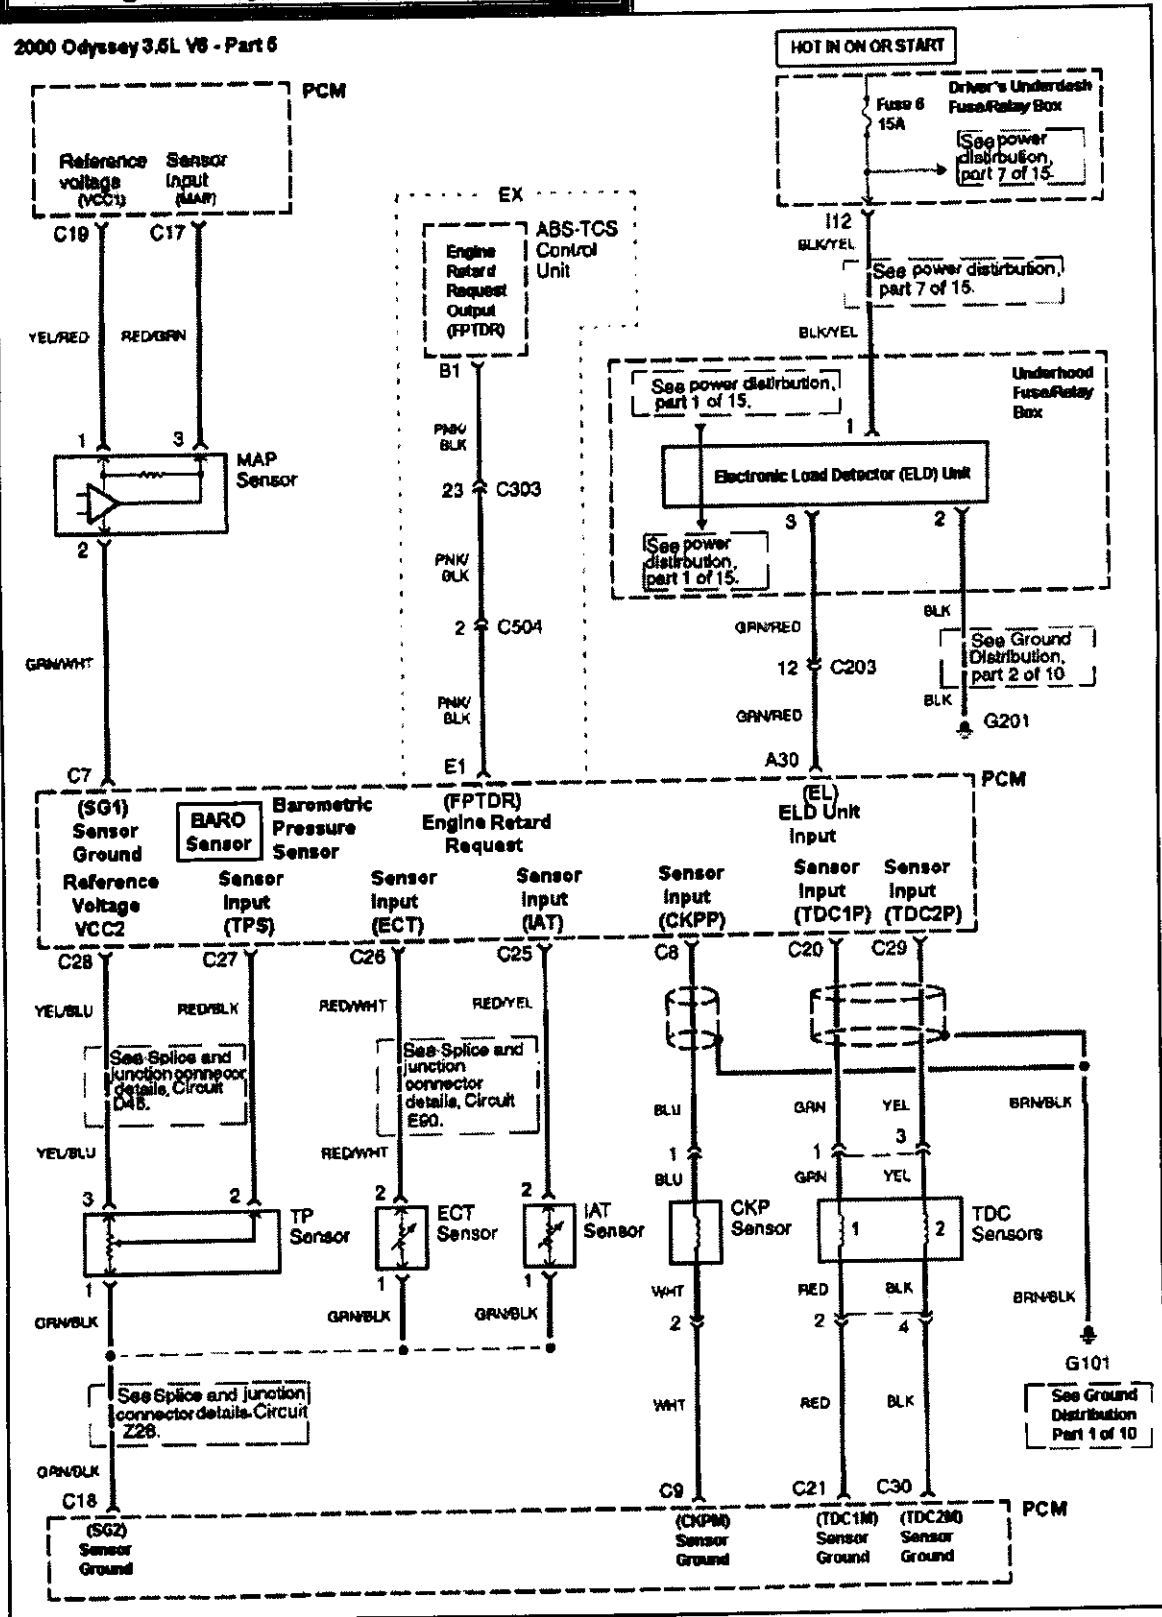 2000 Odyssey 3.5L V6 - Part 5
HOT IN ON OR START
PCM
Reference
voltage
(VCC1)
Sensor
Input
(MAP)
C19
C17
Fuse 6
15A
Driver's Underdash
Fuse/Relay Box
See power
distirbution,
part 7 of 15.
I12
BLK/YEL
See power distirbution,
part 7 of 15.
BLK/YEL
EX
ABS-TCS
Control
Unit
Engine
Retard
Request
Output
(FPTDR)
B1
YEL/RED
RED/GRN
1
3
MAP
Sensor
2
PNK/
BLK
23
C303
PNK/
BLK
2
C504
PNK/
BLK
E1
GRN/WHT
C7
Underhood
Fuse/Relay
Box
See power distirbution,
part 1 of 15.
1
Electronic Load Detector (ELD) Unit
3
2
See power
distirbution,
part 1 of 15.
GRN/RED
12
C203
GRN/RED
A30
BLK
See Ground
Distribution,
part 2 of 10
BLK
G201
PCM
(SG1)
Sensor
Ground
BARO
Sensor
Barometric
Pressure
Sensor
(FPTDR)
Engine Retard
Request
(EL)
ELD Unit
Input
Reference
Voltage
VCC2
Sensor
Input
(TPS)
Sensor
Input
(ECT)
Sensor
Input
(IAT)
Sensor
Input
(CKPP)
Sensor
Input
(TDC1P)
Sensor
Input
(TDC2P)
C28
C27
C26
C25
C8
C20
C29
YEL/BLU
RED/BLK
RED/WHT
RED/YEL
See Splice and
junction connecor
details, Circuit
D45.
See Splice and
junction
connector
details, Circuit
E90.
YEL/BLU
RED/WHT
BLU
GRN
YEL
BRN/BLK
1
1
3
BLU
GRN
YEL
3
2
TP
Sensor
2
ECT
Sensor
2
IAT
Sensor
CKP
Sensor
1
2
TDC
Sensors
1
1
1
GRN/BLK
GRN/BLK
GRN/BLK
WHT
RED
BLK
BRN/BLK
2
2
4
G101
See Ground
Distribution
Part 1 of 10
See Splice and junction
connector details. Circuit
Z28.
WHT
RED
BLK
GRN/BLK
C18
C9
C21
C30
PCM
(SG2)
Sensor
Ground
(CKPM)
Sensor
Ground
(TDC1M)
Sensor
Ground
(TDC2M)
Sensor
Ground